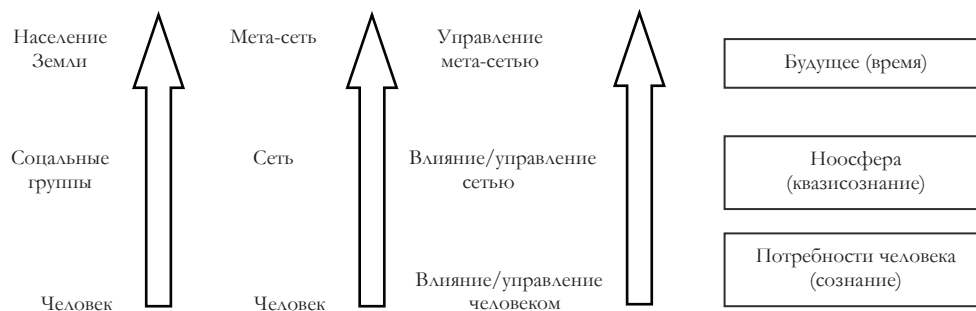 Население
Земли
Мета-сеть
Управление
мета-сетью
Будущее (время)
Соцальные
группы
Сеть
Влияние/управление
сетью
Ноосфера
(квазисознание)
Потребности человека
(сознание)
Человек
Человек
Влияние/управление
человеком